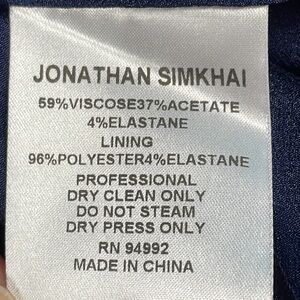 JONATHAN SIMKHAI
59%VISCOSE37%ACETATE
4%ELASTANE
LINING
96%POLYESTER4%ELASTANE
PROFESSIONAL
DRY CLEAN ONLY
DO NOT STEAM
DRY PRESS ONLY
RN 94992
MADE IN CHINA